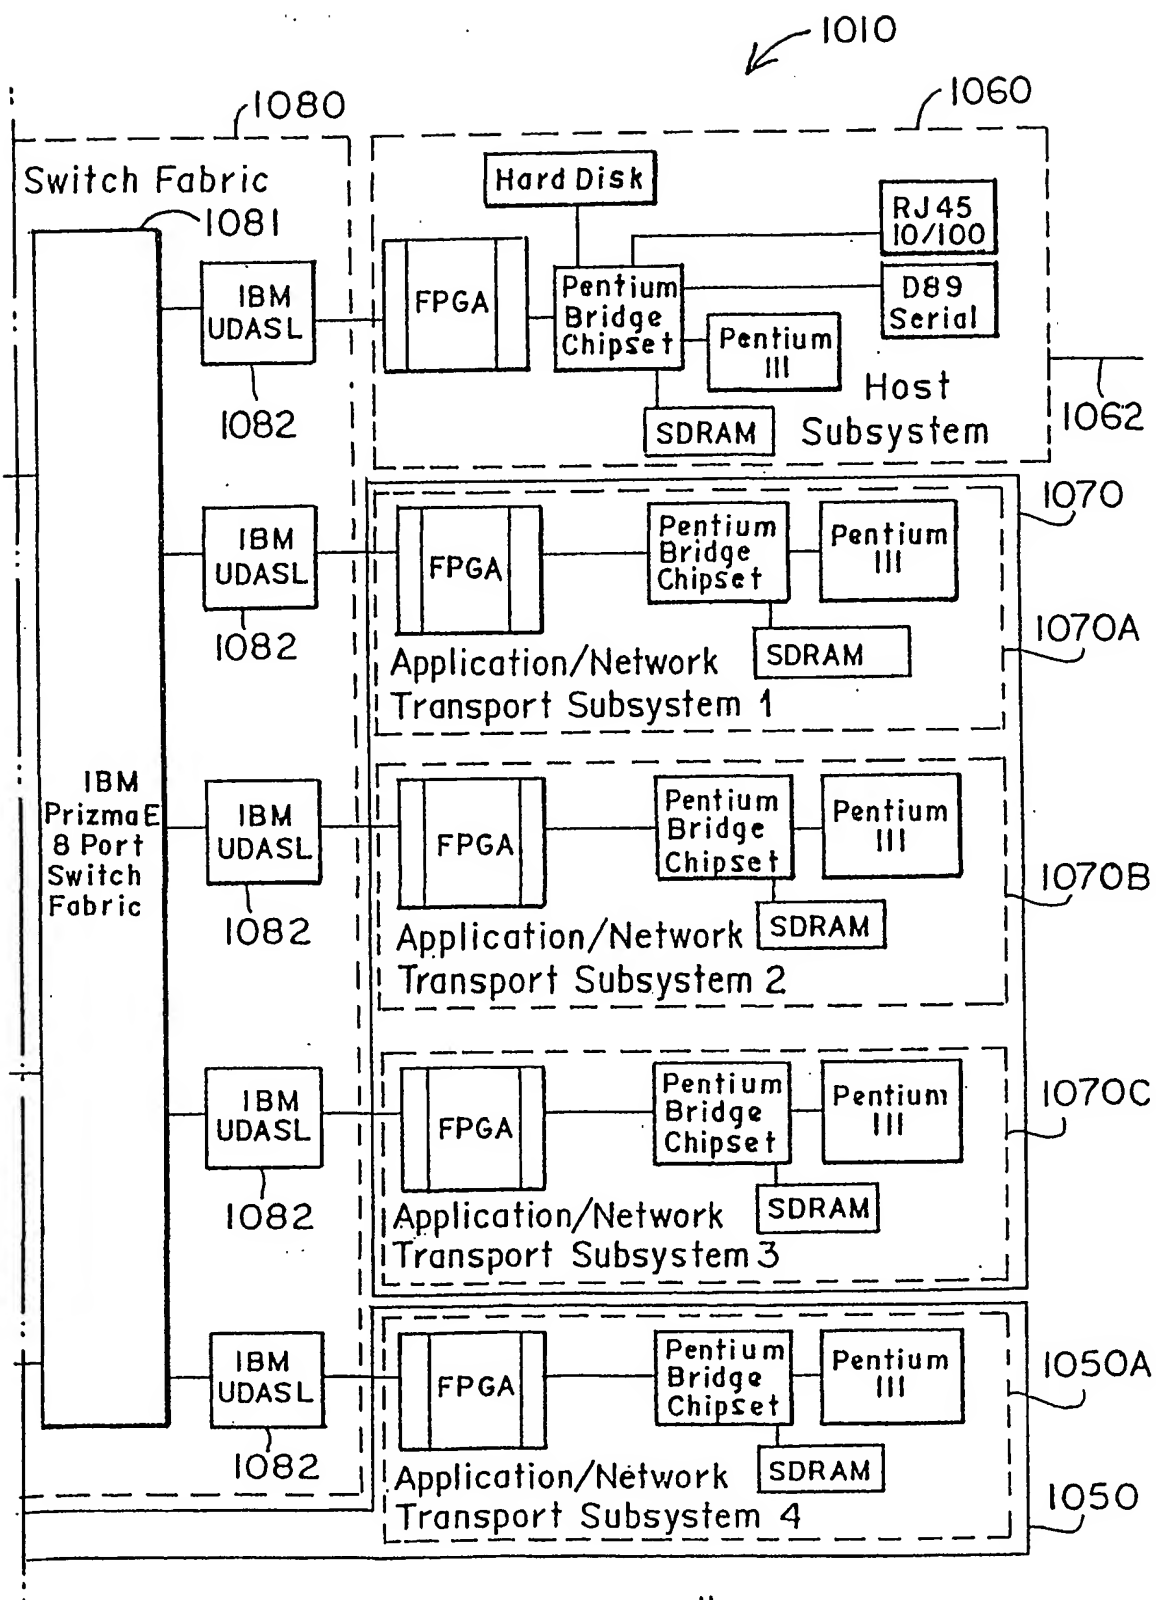 1010
1080
1060
Switch Fabric
1081
Hard Disk
RJ45
10/100
IBM
UDASL
FPGA
Pentium
Bridge
Chipset
D89
Serial
Pentium
III
Host
Subsystem
1082
SDRAM
1062
1070
IBM
UDASL
FPGA
Pentium
Bridge
Chipset
Pentium
III
1082
SDRAM
1070A
Application/Network
Transport Subsystem 1
IBM
PrizmaE
8 Port
Switch
Fabric
IBM
UDASL
FPGA
Pentium
Bridge
Chipset
Pentium
III
1070B
1082
SDRAM
Application/Network
Transport Subsystem 2
IBM
UDASL
FPGA
Pentium
Bridge
Chipset
Pentium
III
1070C
1082
SDRAM
Application/Network
Transport Subsystem 3
IBM
UDASL
FPGA
Pentium
Bridge
Chipset
Pentium
III
1050A
1082
SDRAM
Application/Network
Transport Subsystem 4
1050